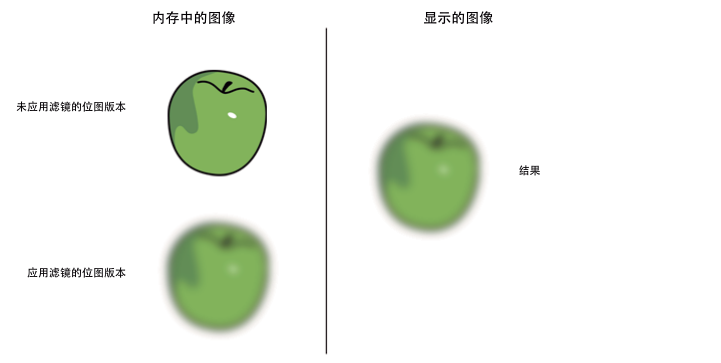 内存中的图像
显示的图像
未应用滤镜的位图版本
结果
应用滤镜的位图版本